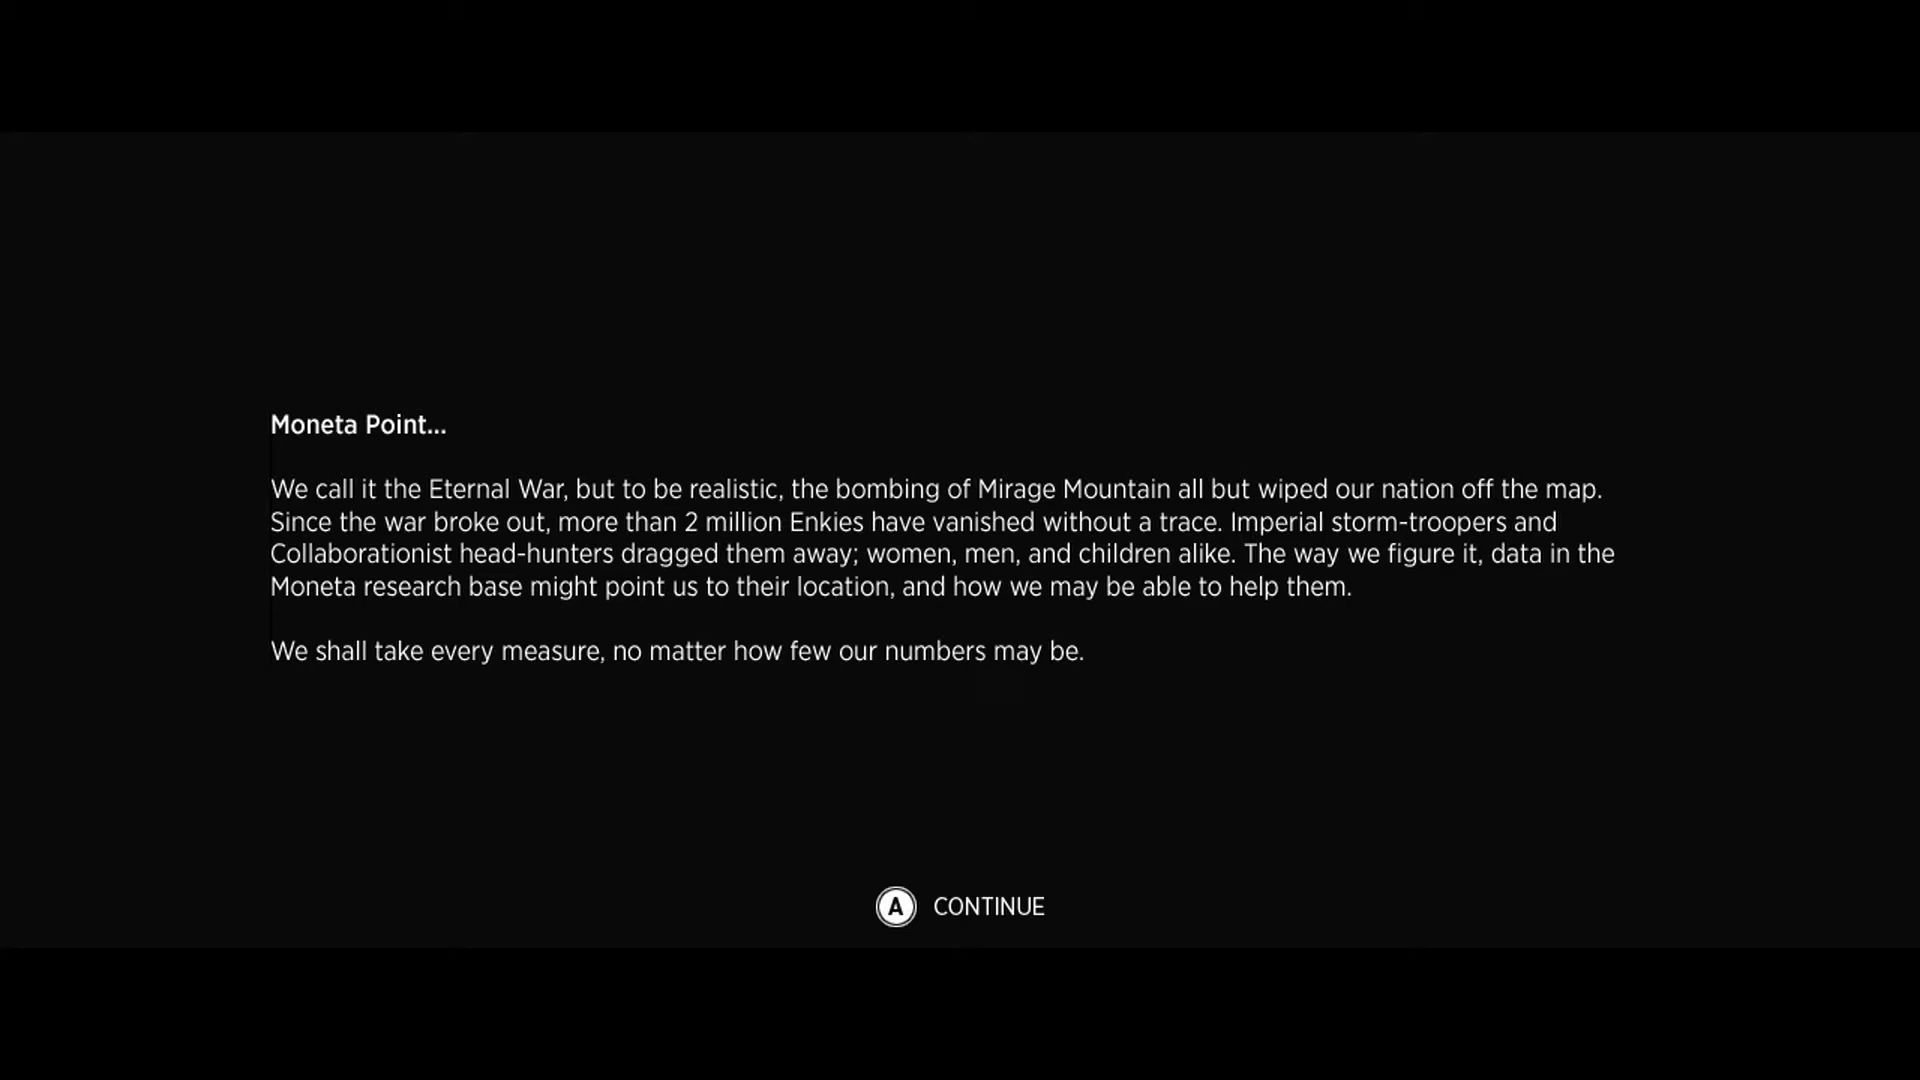 Moneta Point...
We call it the Eternal War, but to be realistic, the bombing of Mirage Mountain all but wiped our nation off the map.
Since the war broke out, more than 2 million Enkies have vanished without a trace. Imperial storm-troopers and
Collaborationist head-hunters dragged them away; women, men, and children alike. The way we figure it, data in the
Moneta research base might point us to their location, and how we may be able to help them.
We shall take every measure, no matter how few our numbers may be.
A CONTINUE